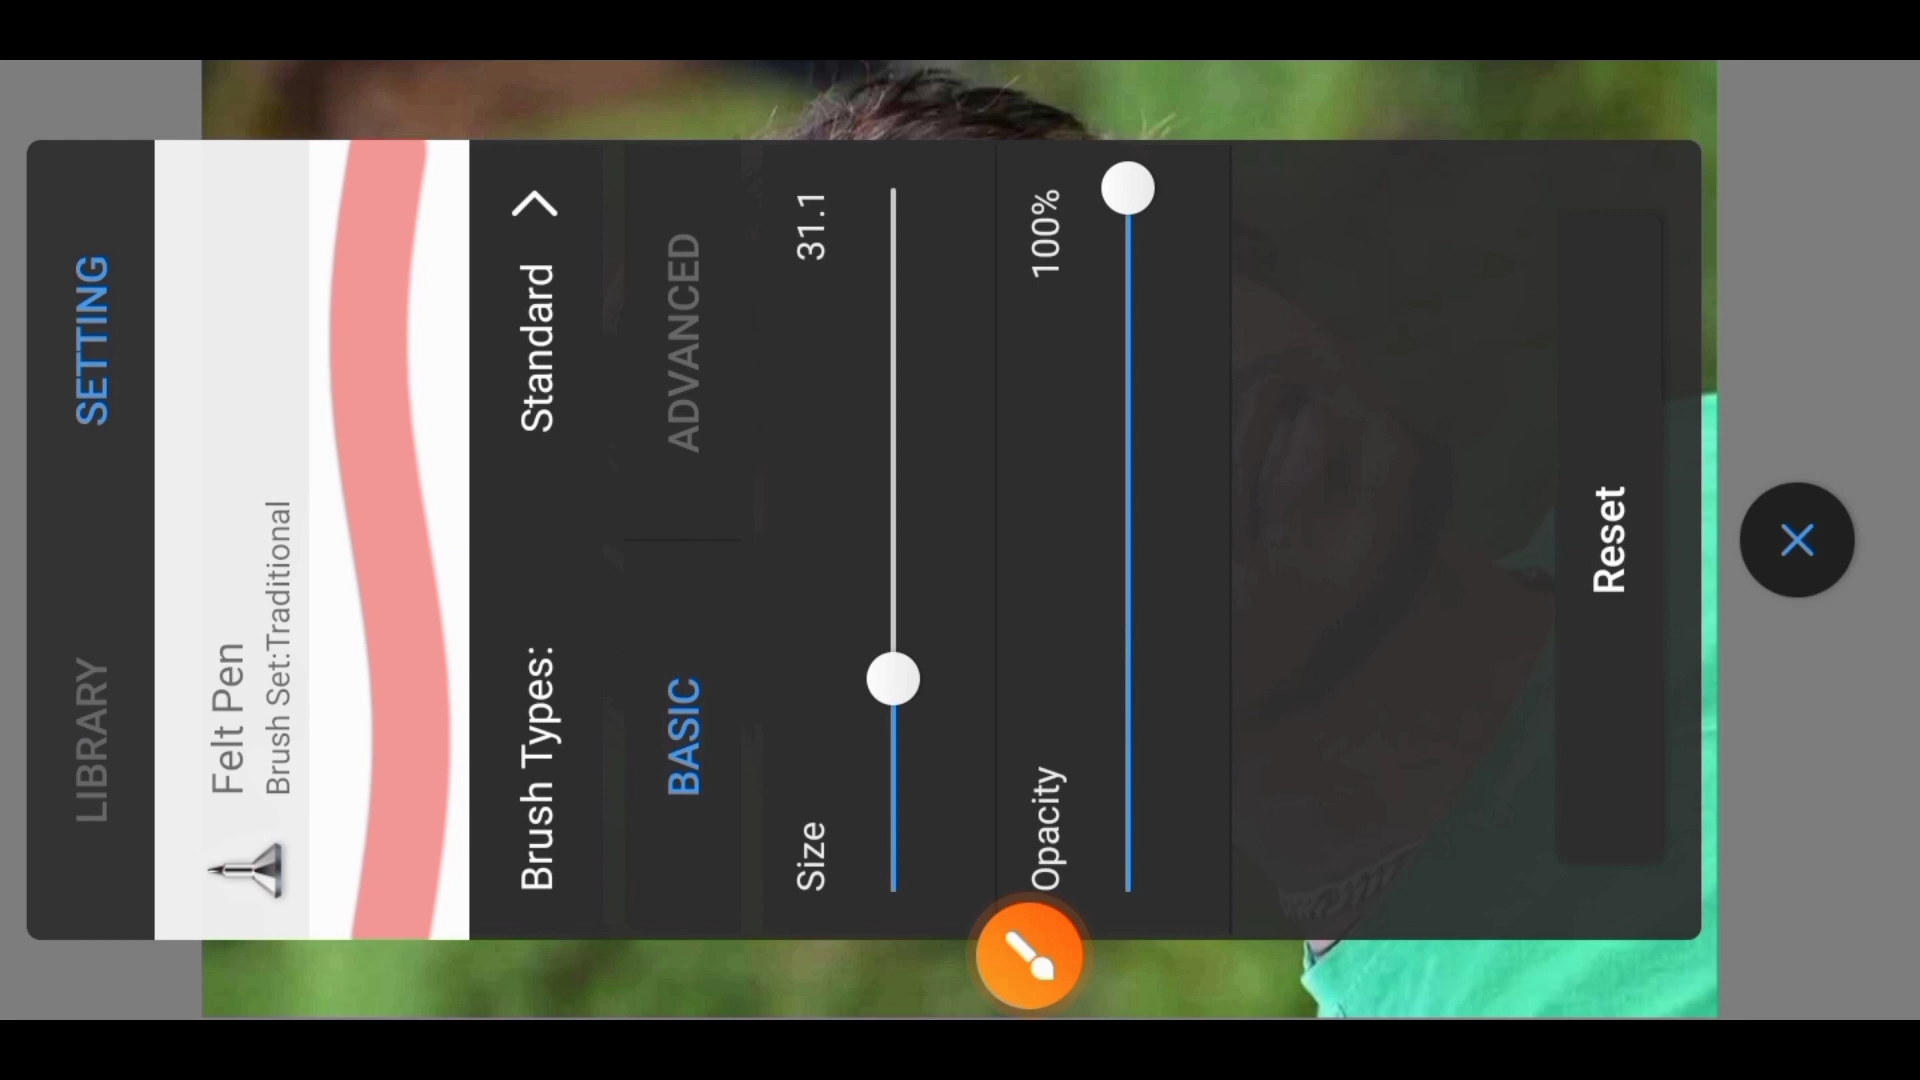 LIBRARY SETTING
Felt Pen
Brush Set:Traditional
Brush Types: Standard
BASIC ADVANCED
Size 31.1
Opacity 100%
Reset